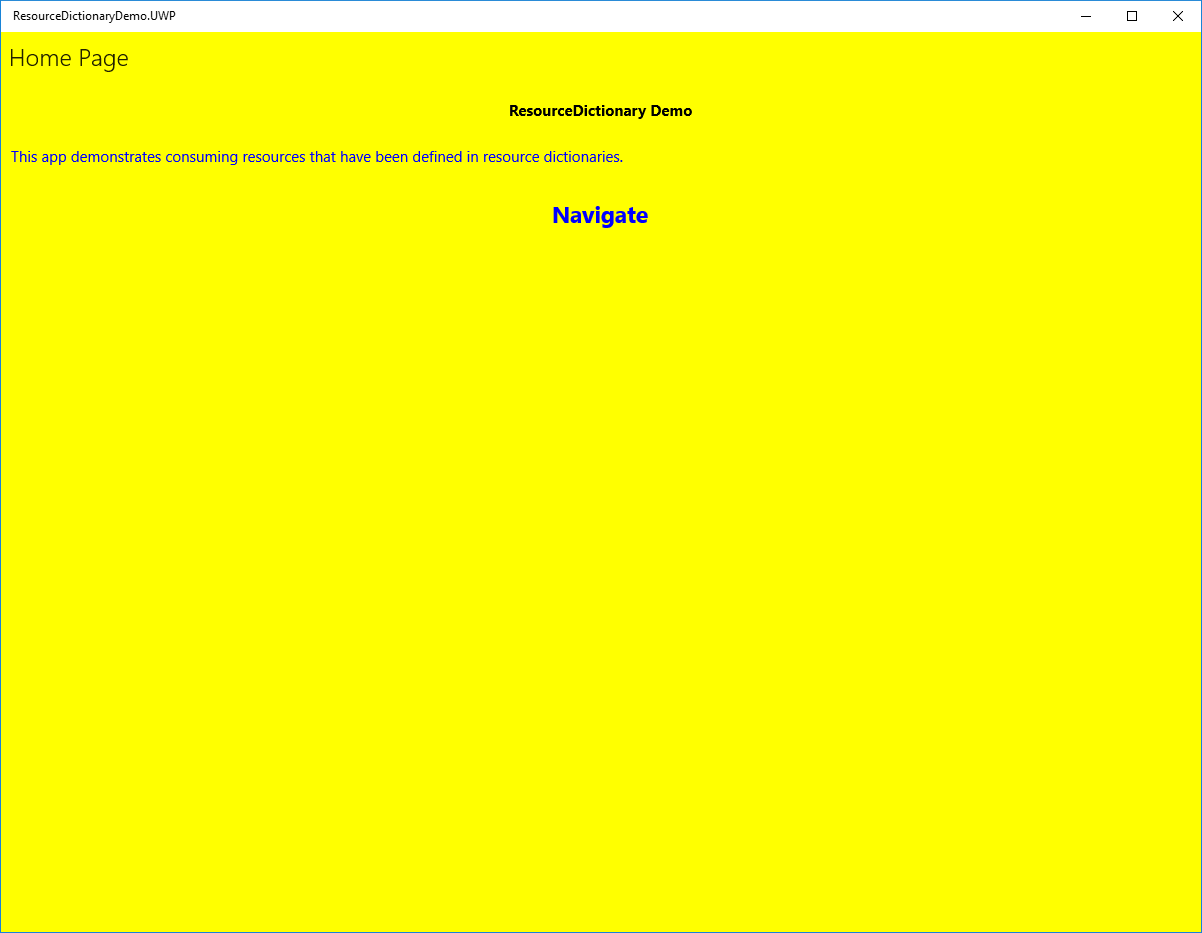 ResourceDictionaryDemo.UWP
Home Page
ResourceDictionary Demo
This app demonstrates consuming resources that have been defined in resource dictionaries.
Navigate